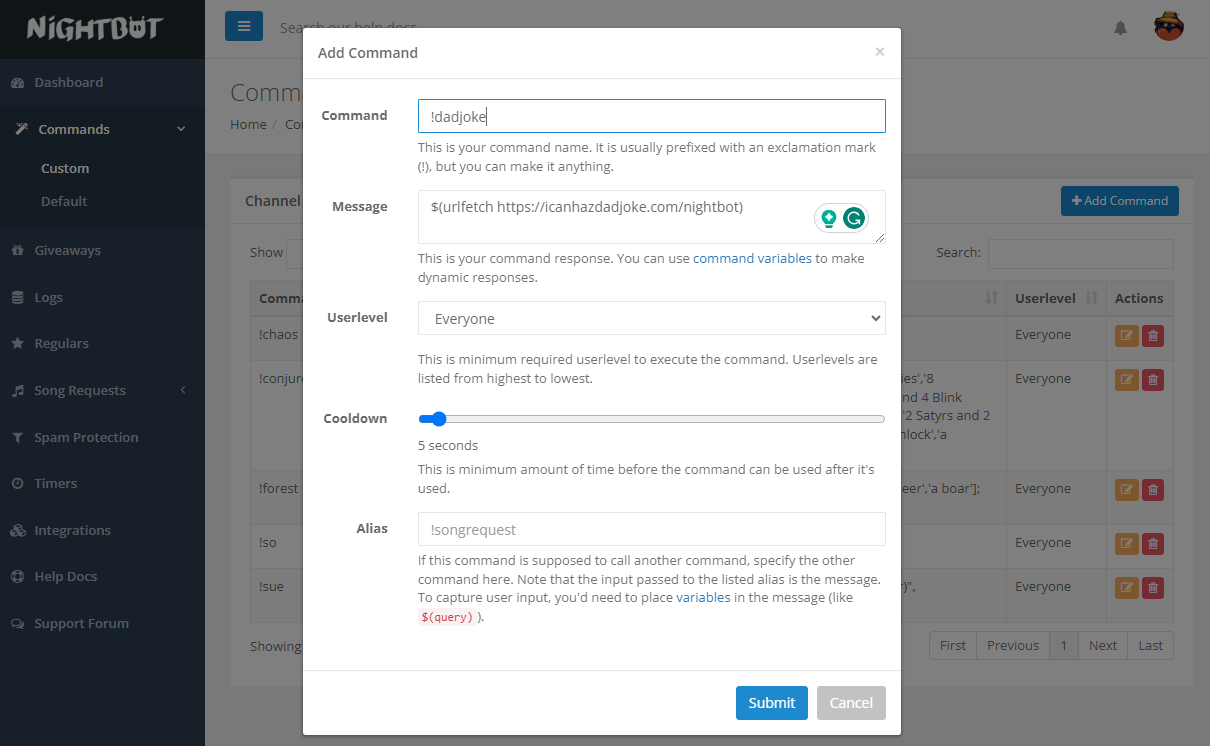 NiGHTBOT
Search our help docs
Dashboard
Commands
Custom
Default
Giveaways
Logs
Regulars
Song Requests
Spam Protection
Timers
Integrations
Help Docs
Support Forum
Comm
Home / Co
Channel
Add Command
Show
Search:
Comma
Userlevel
Actions
!chaos
Everyone
!conjure
ies','8
nd 4 Blink
'2 Satyrs and 2
nlock','a
Everyone
!forest
eer','a boar'];
Everyone
!so
Everyone
!sue
r)",
Everyone
Showing
First
Previous
1
Next
Last
Add Command
×
Command
!dadjoke
This is your command name. It is usually prefixed with an exclamation mark
(!), but you can make it anything.
Message
$(urlfetch https://icanhazdadjoke.com/nightbot)
This is your command response. You can use command variables to make
dynamic responses.
Userlevel
Everyone
This is minimum required userlevel to execute the command. Userlevels are
listed from highest to lowest.
Cooldown
5 seconds
This is minimum amount of time before the command can be used after it's
used.
Alias
!songrequest
If this command is supposed to call another command, specify the other
command here. Note that the input passed to the listed alias is the message.
To capture user input, you'd need to place variables in the message (like
$(query) ).
Submit
Cancel